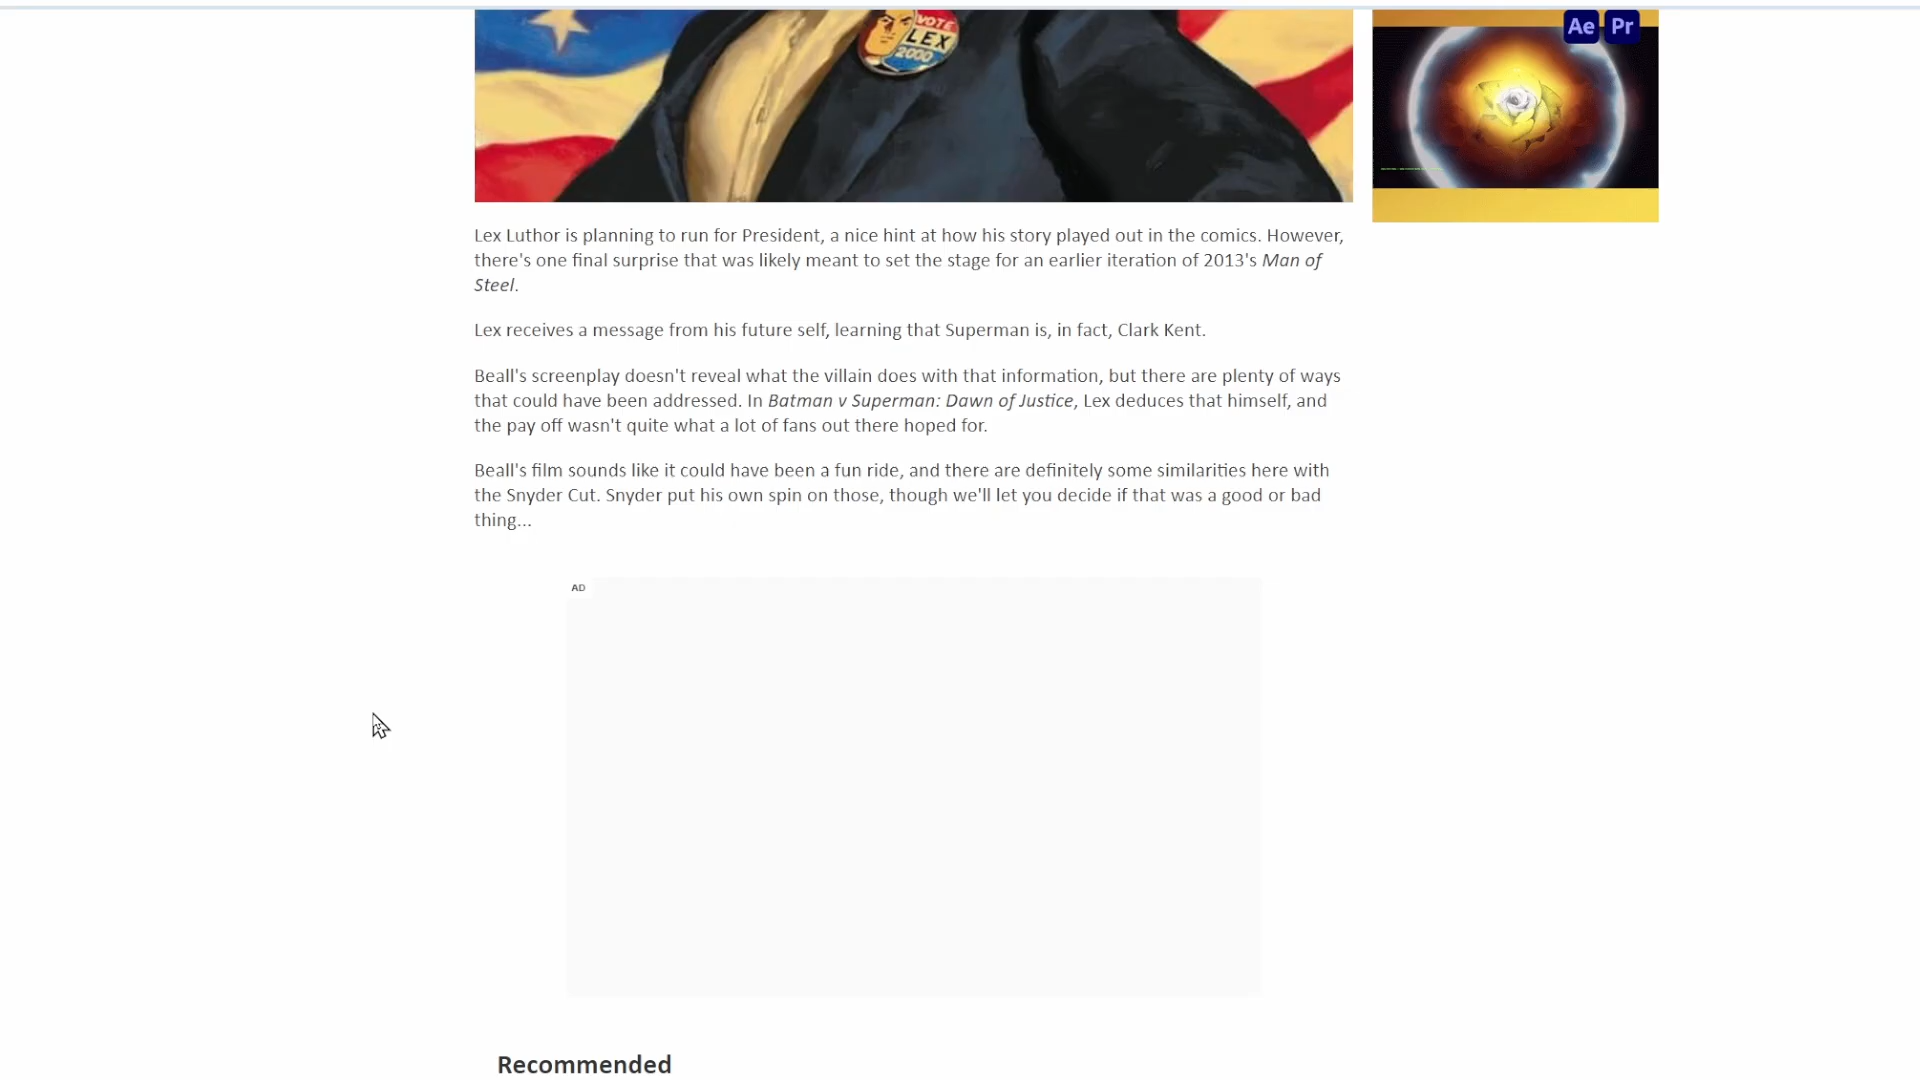 VOTE
LEX
2000
Ae Pr
Lex Luthor is planning to run for President, a nice hint at how his story played out in the comics. However,
there's one final surprise that was likely meant to set the stage for an earlier iteration of 2013's Man of
Steel.
Lex receives a message from his future self, learning that Superman is, in fact, Clark Kent.
Beall's screenplay doesn't reveal what the villain does with that information, but there are plenty of ways
that could have been addressed. In Batman v Superman: Dawn of Justice, Lex deduces that himself, and
the pay off wasn't quite what a lot of fans out there hoped for.
Beall's film sounds like it could have been a fun ride, and there are definitely some similarities here with
the Snyder Cut. Snyder put his own spin on those, though we'll let you decide if that was a good or bad
thing...
AD
Recommended